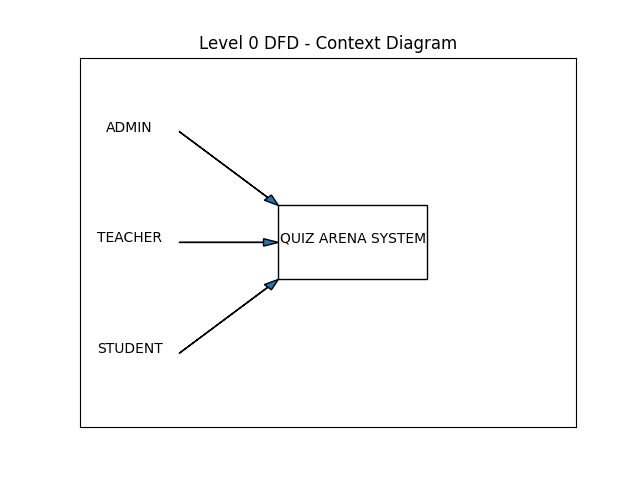 Level 0 DFD - Context Diagram
ADMIN
TEACHER
QUIZ ARENA SYSTEM
STUDENT